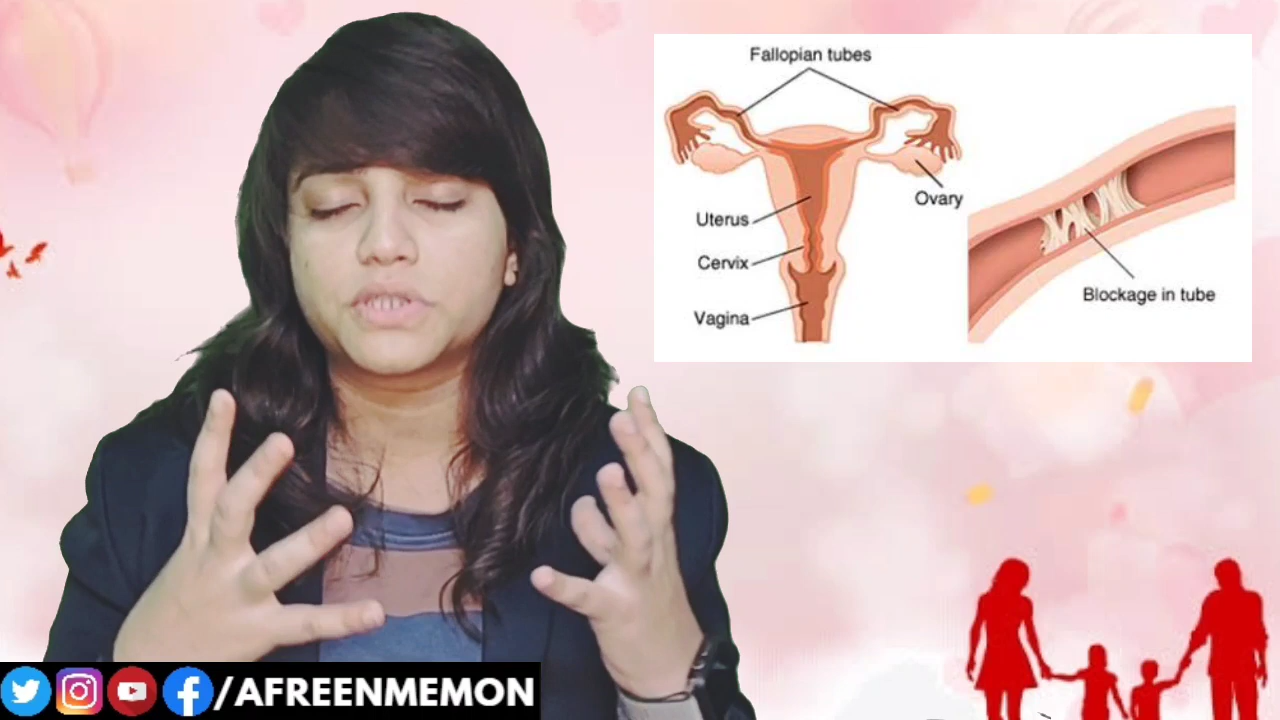 Fallopian tubes
Ovary
Uterus
Cervix
Blockage in tube
Vagina
/AFREENMEMON